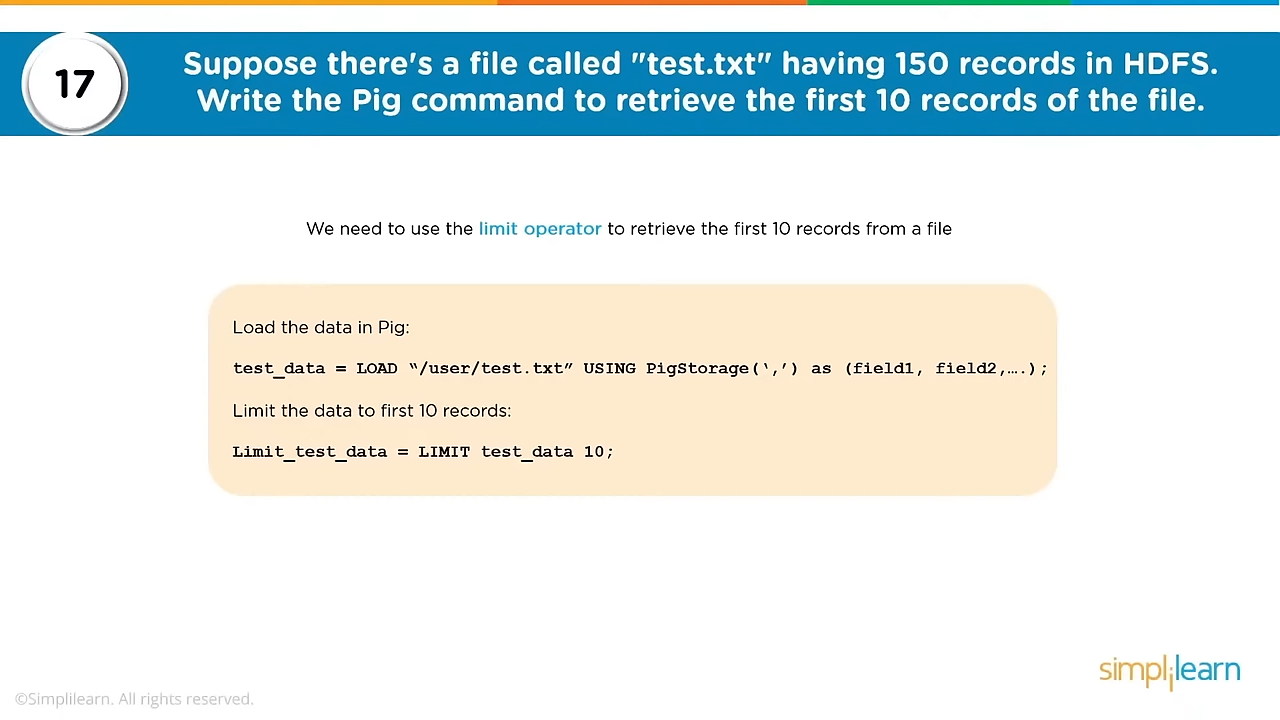 17
Suppose there's a file called "test.txt" having 150 records in HDFS.
Write the Pig command to retrieve the first 10 records of the file.
We need to use the limit operator to retrieve the first 10 records from a file
Load the data in Pig:
test_data = LOAD “/user/test.txt” USING PigStorage(‘,’) as (field1, field2,….);
Limit the data to first 10 records:
Limit_test_data = LIMIT test_data 10;
simplilearn
©Simplilearn. All rights reserved.